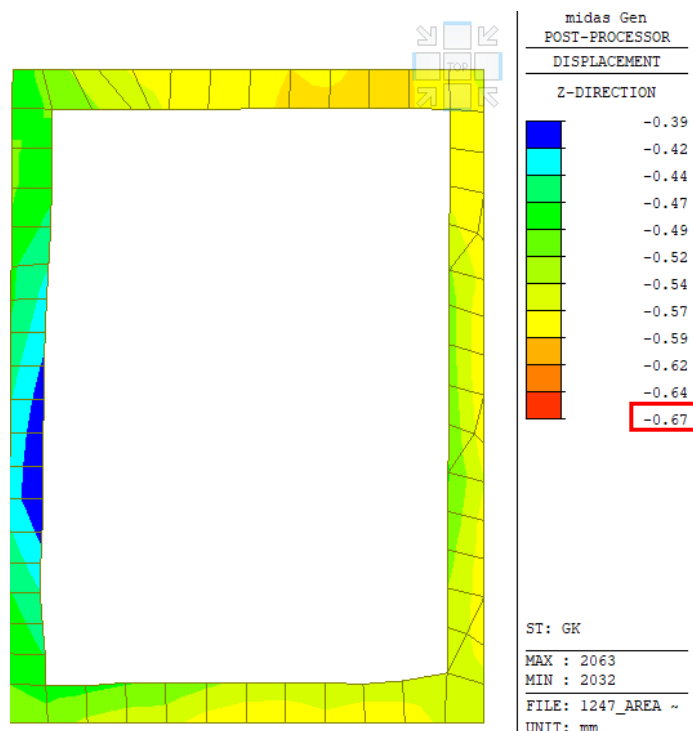 midas Gen
POST-PROCESSOR
DISPLACEMENT
Z-DIRECTION
TOP
-0.39
-0.42
-0.44
-0.47
-0.49
-0.52
-0.54
-0.57
-0.59
-0.62
-0.64
-0.67
ST: GK
MAX : 2063
MIN : 2032
FILE: 1247_AREA ~
UNIT: mm